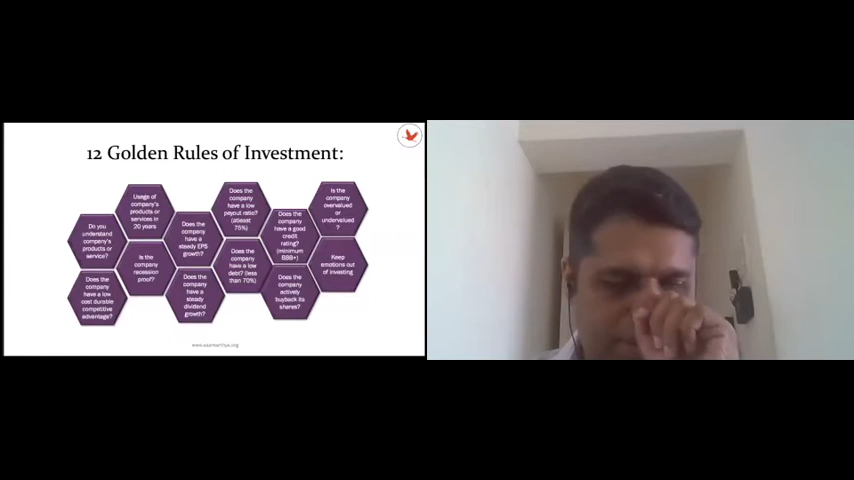 12 Golden Rules of Investment:
Do you
understand
company's
products or
service?
Does the
company
have a low
cost durable
competitive
advantage?
Usage of
company's
products or
services in
20 years
Is the
company
recession
proof?
Does the
company
have a
steady EPS
growth?
Does the
company
have a
steady
dividend
growth?
Does the
company
have a low
payout ratio?
(atleast
75%)
Does the
company
have a low
debt? (less
than 70%)
Does the
company
have a good
credit
rating?
(minimum
BBB+)
Does the
company
actively
buyback its
shares?
Is the
company
overvalued
or
undervalued
?
Keep
emotions out
of investing